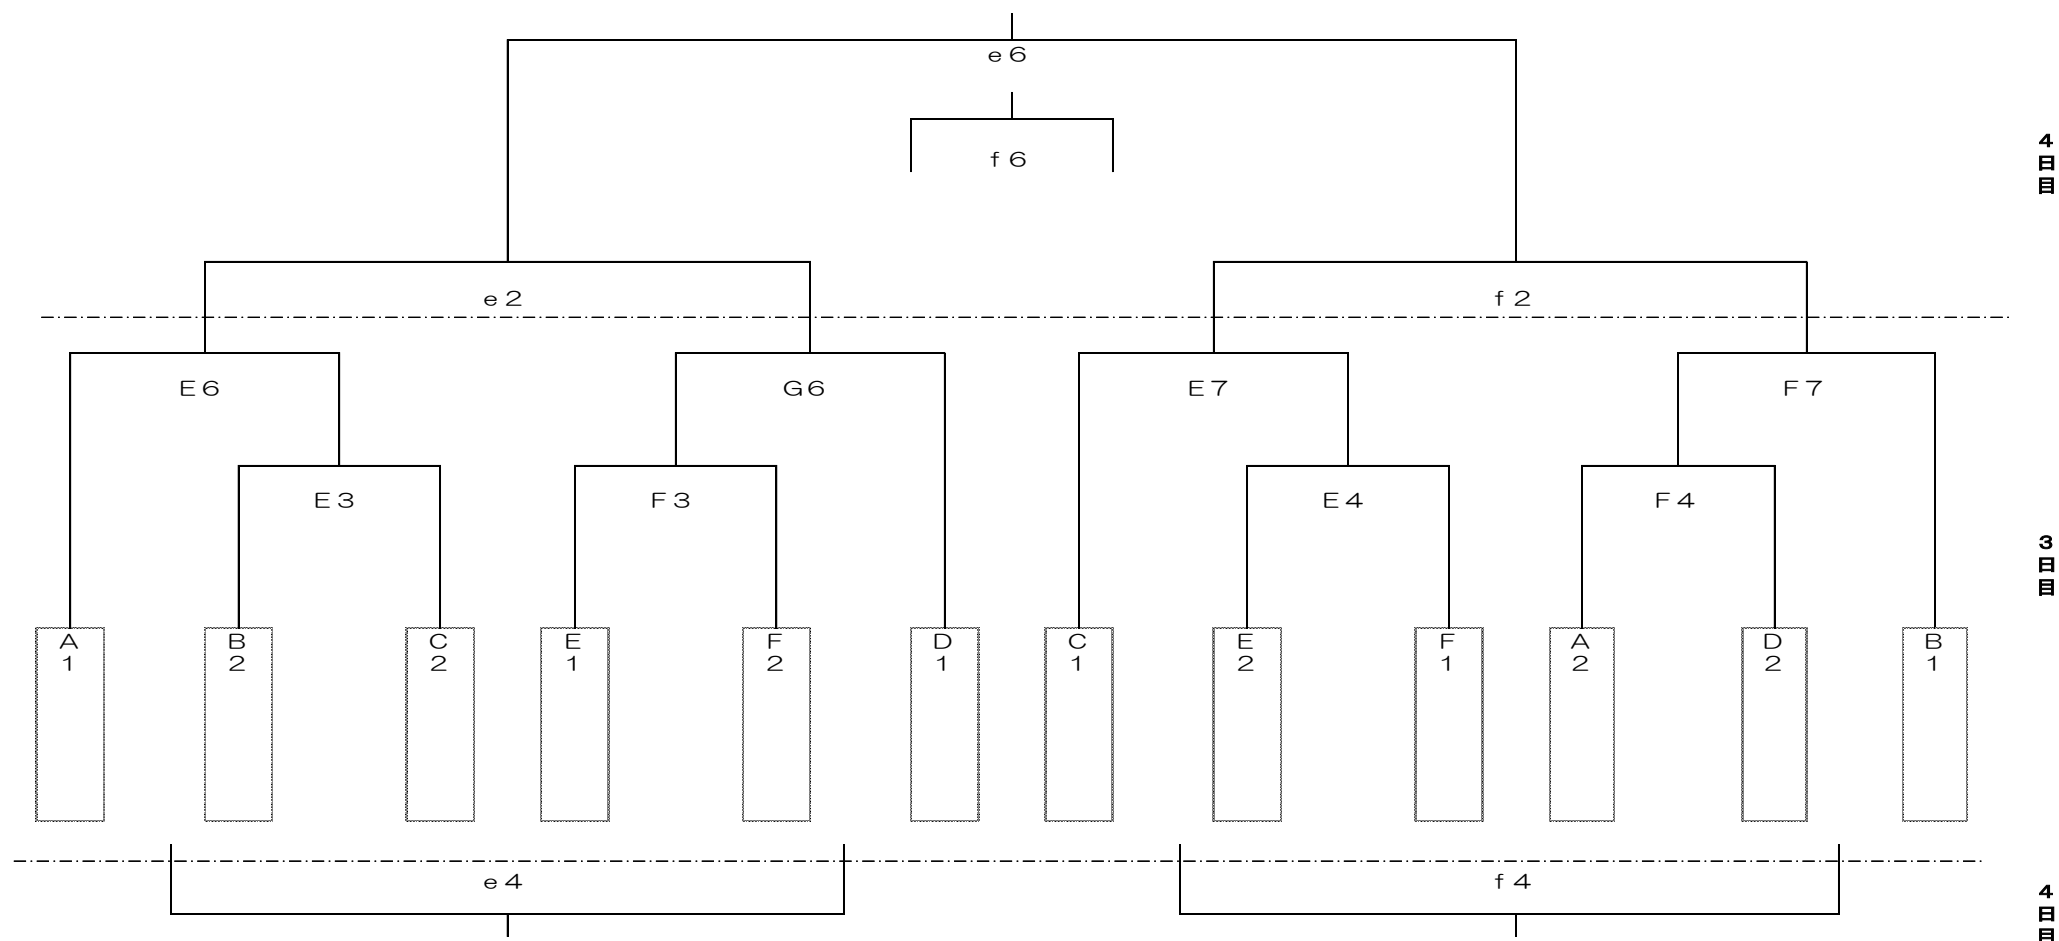 e6
f6
4日目
e2
f2
E6
G6
E7
F7
E3
F3
E4
F4
3日目
A1
B2
C2
E1
F2
D1
C1
E2
F1
A2
D2
B1
e4
f4
4日目